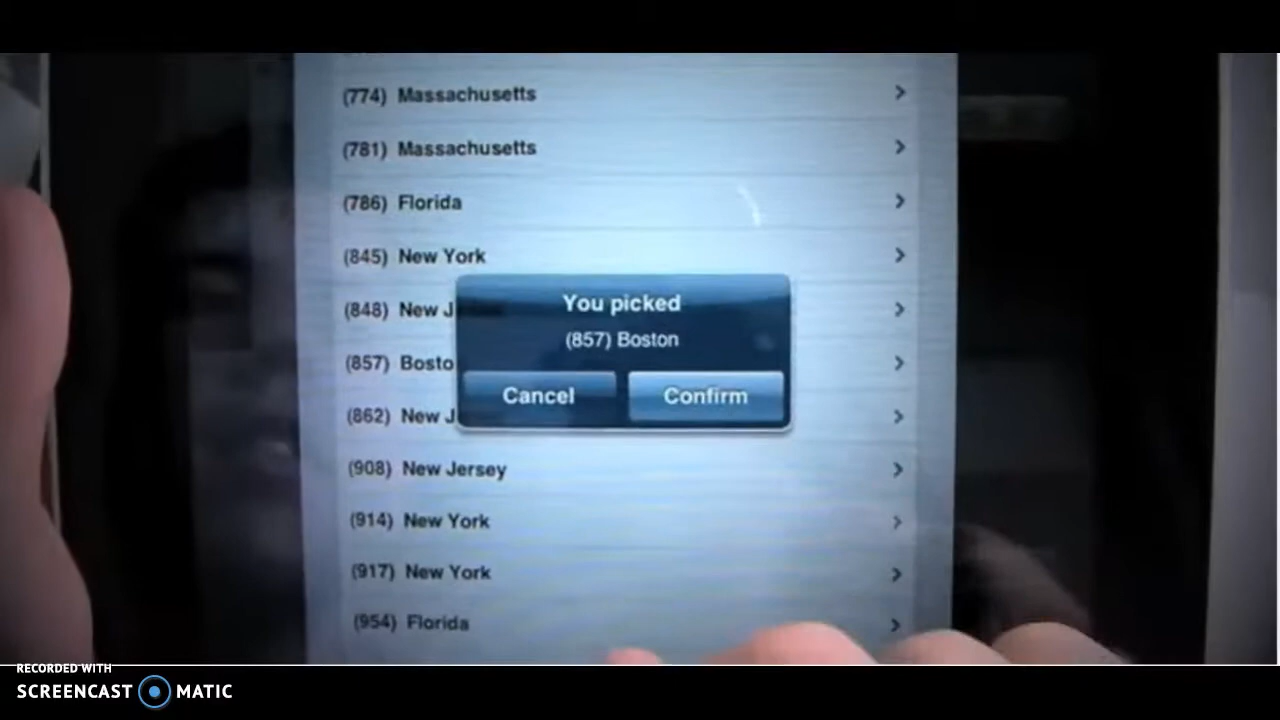 (774) Massachusetts
(781) Massachusetts
(786) Florida
(845) New York
(848) New J
You picked
(857) Boston
(857) Bosto
Cancel
Confirm
(862) New J
(908) New Jersey
(914) New York
(917) New York
(954) Florida
RECORDED WITH
SCREENCAST MATIC